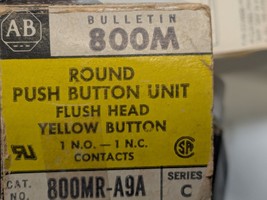 AB
BULLETIN
800M
ROUND
PUSH BUTTON UNIT
FLUSH HEAD
YELLOW BUTTON
1 N.O. — 1 N.C.
CONTACTS
CAT. NO. 800MR-A9A SERIES C